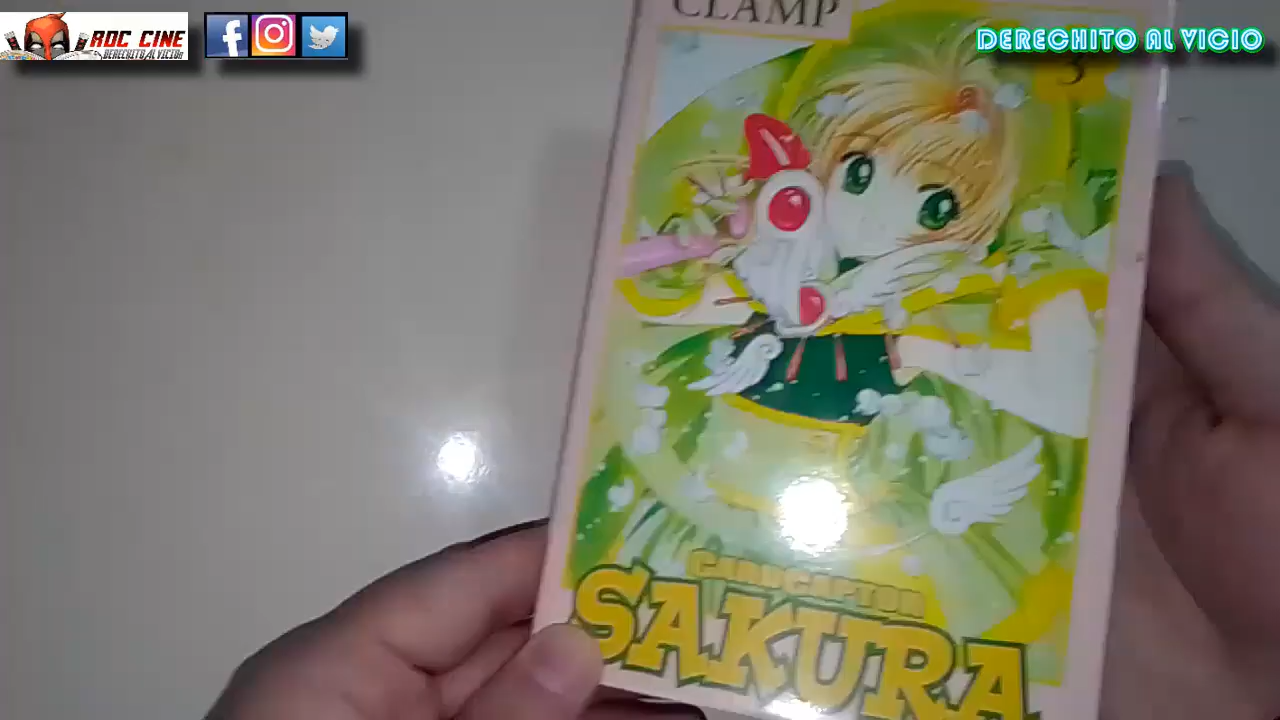 RDC CINE
DERECHITO AL VICIO
DERECHITO AL VICIO
CLAMP
3
CARDCAPTOR
SAKURA